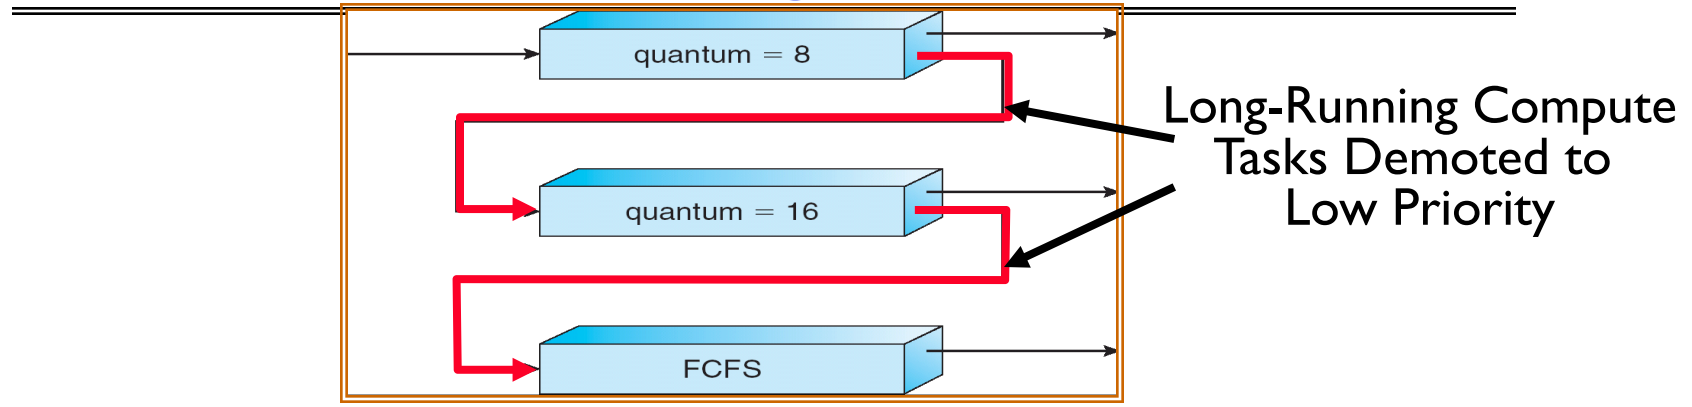 quantum = 8
Long-Running Compute
Tasks Demoted to
Low Priority
quantum = 16
FCFS